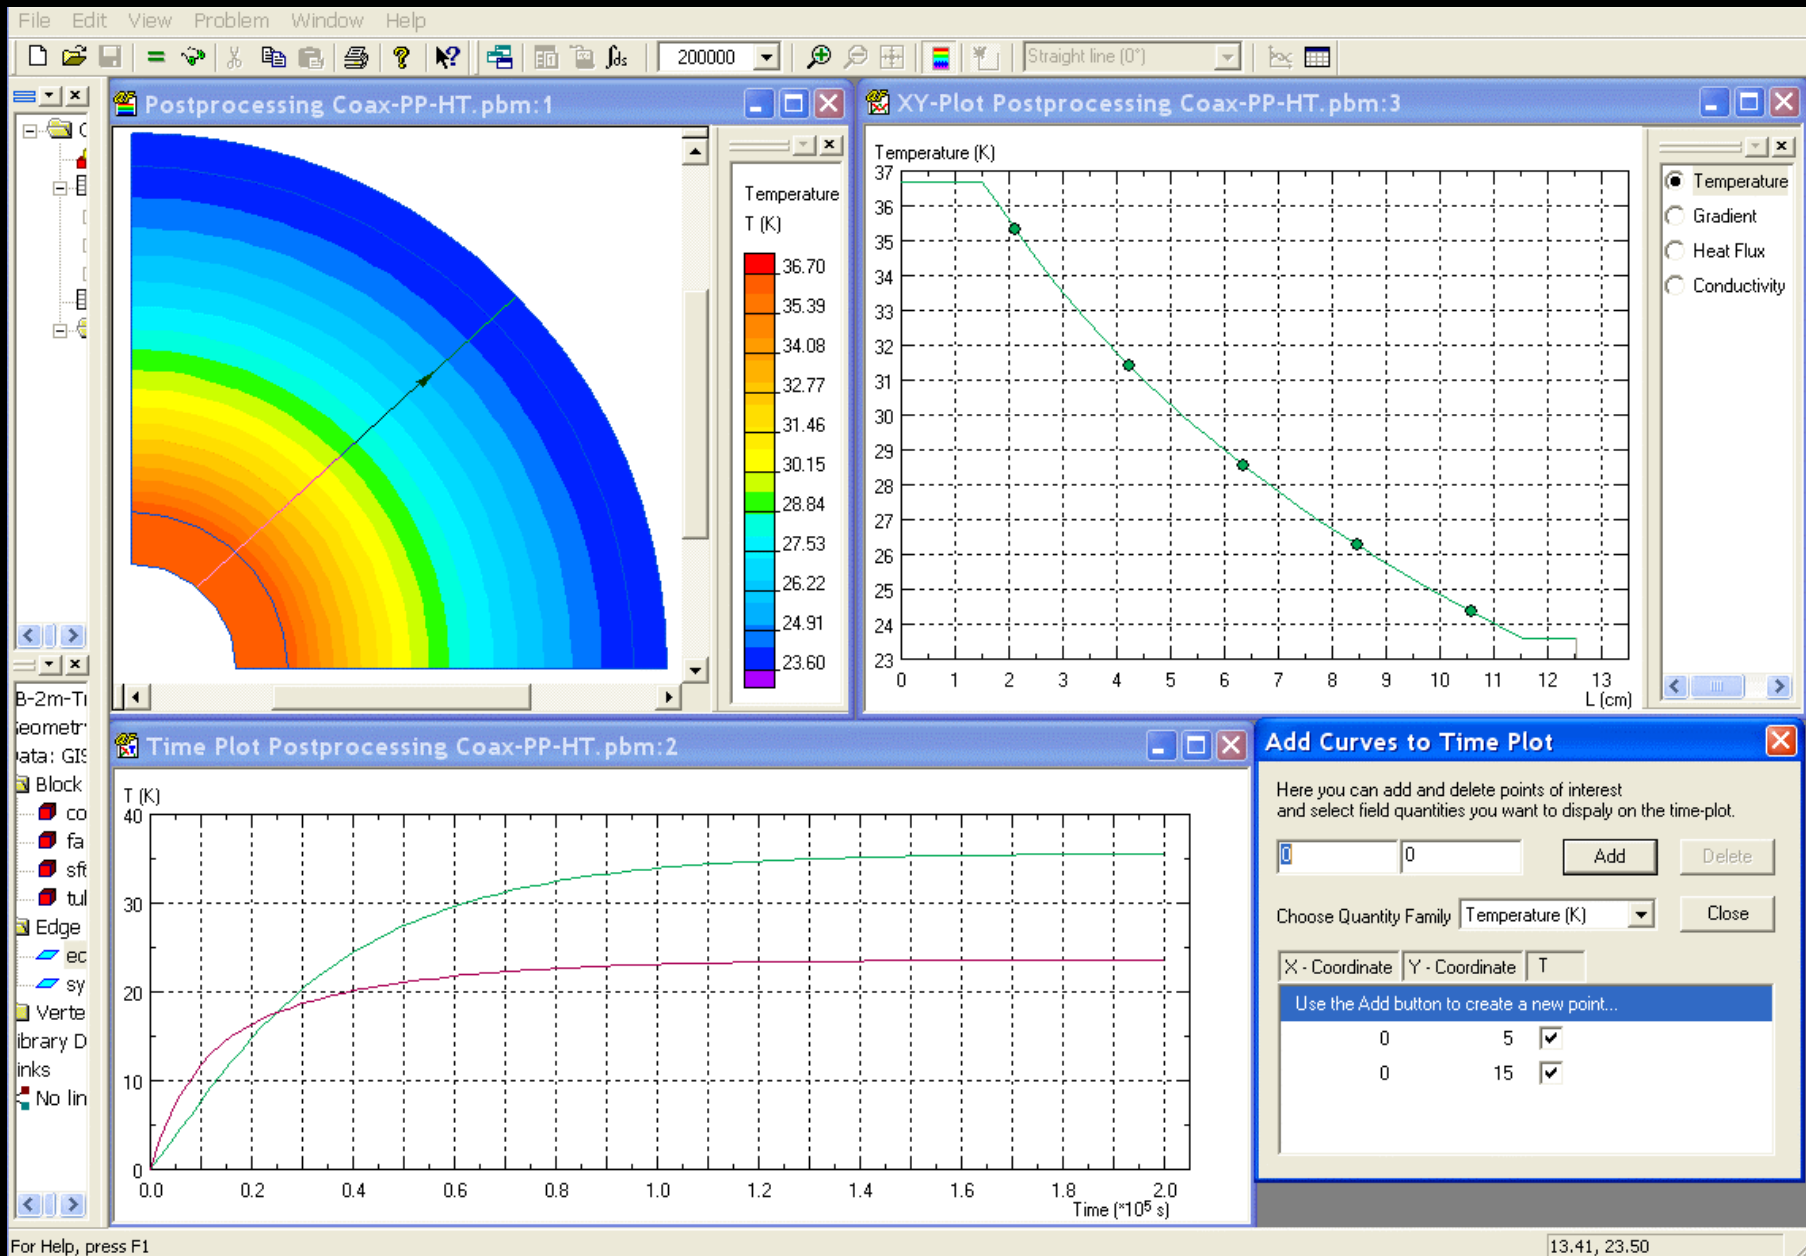 File Edit View Problem Window Help
200000 Straight line (0°)
Postprocessing Coax-PP-HT.pbm:1
Temperature
T (K)
36.70
35.39
34.08
32.77
31.46
30.15
28.84
27.53
26.22
24.91
23.60
XY-Plot Postprocessing Coax-PP-HT.pbm:3
Temperature (K)
37
36
35
34
33
32
31
30
29
28
27
26
25
24
23
0 1 2 3 4 5 6 7 8 9 10 11 12 13
L (cm)
Temperature
Gradient
Heat Flux
Conductivity
B-2m-Tr
Geometr
Data: GIS
Block
co
fa
sft
tul
Edge
ec
sy
Verte
ibrary D
inks
No lin
Time Plot Postprocessing Coax-PP-HT.pbm:2
T (K)
40
30
20
10
0
0.0 0.2 0.4 0.6 0.8 1.0 1.2 1.4 1.6 1.8 2.0
Time (*10⁵ s)
Add Curves to Time Plot
Here you can add and delete points of interest
and select field quantities you want to dispaly on the time-plot.
0 0 Add Delete
Choose Quantity Family Temperature (K) Close
X - Coordinate Y - Coordinate T
Use the Add button to create a new point...
0 5
0 15
For Help, press F1
13.41, 23.50